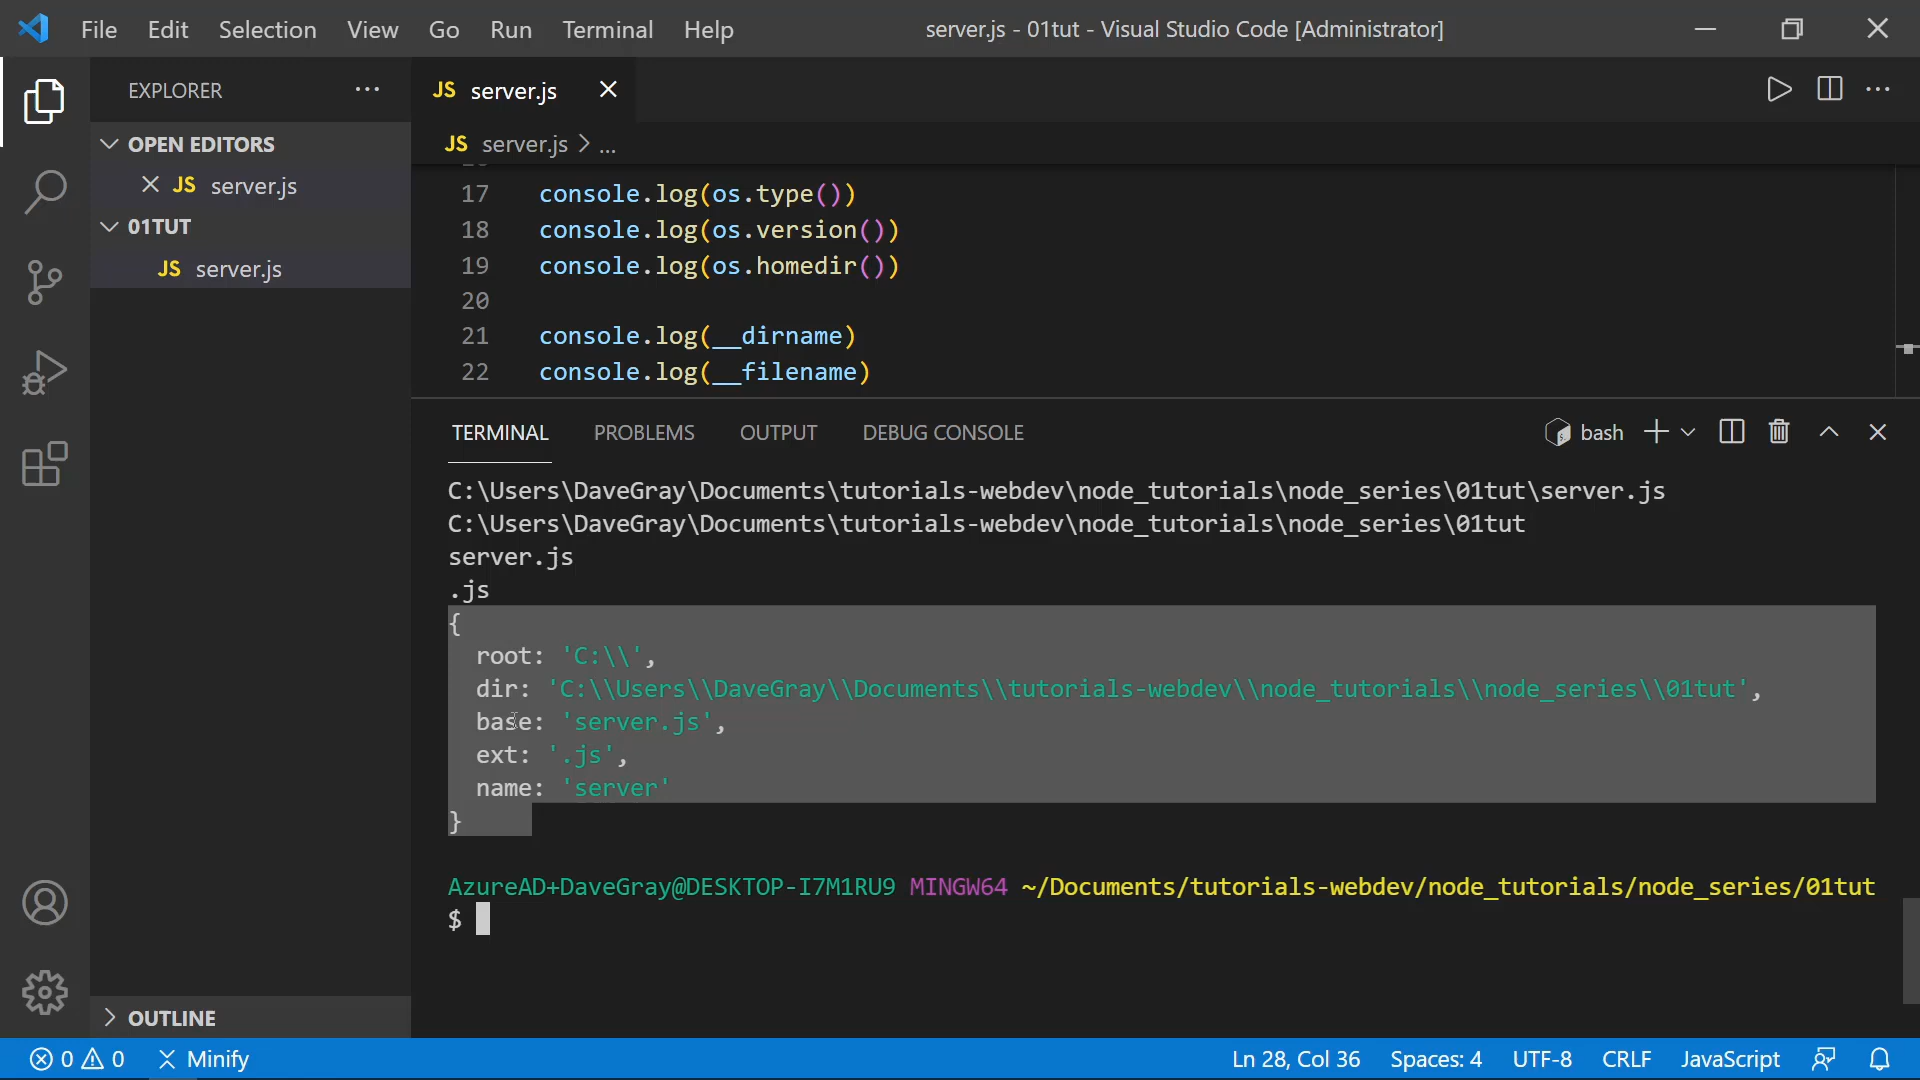 File Edit Selection View Go Run Terminal Help
server.js - 01tut - Visual Studio Code [Administrator]
EXPLORER
OPEN EDITORS
JS server.js
01TUT
JS server.js
OUTLINE
JS server.js
JS server.js > ...
17 console.log(os.type())
18 console.log(os.version())
19 console.log(os.homedir())
20
21 console.log(__dirname)
22 console.log(__filename)
TERMINAL PROBLEMS OUTPUT DEBUG CONSOLE
bash
C:\Users\DaveGray\Documents\tutorials-webdev\node_tutorials\node_series\01tut\server.js
C:\Users\DaveGray\Documents\tutorials-webdev\node_tutorials\node_series\01tut
server.js
.js
{
root: 'C:\\',
dir: 'C:\\Users\\DaveGray\\Documents\\tutorials-webdev\\node_tutorials\\node_series\\01tut',
base: 'server.js',
ext: '.js',
name: 'server'
}
AzureAD+DaveGray@DESKTOP-I7M1RU9 MINGW64 ~/Documents/tutorials-webdev/node_tutorials/node_series/01tut
$
0 0 Minify
Ln 28, Col 36 Spaces: 4 UTF-8 CRLF JavaScript